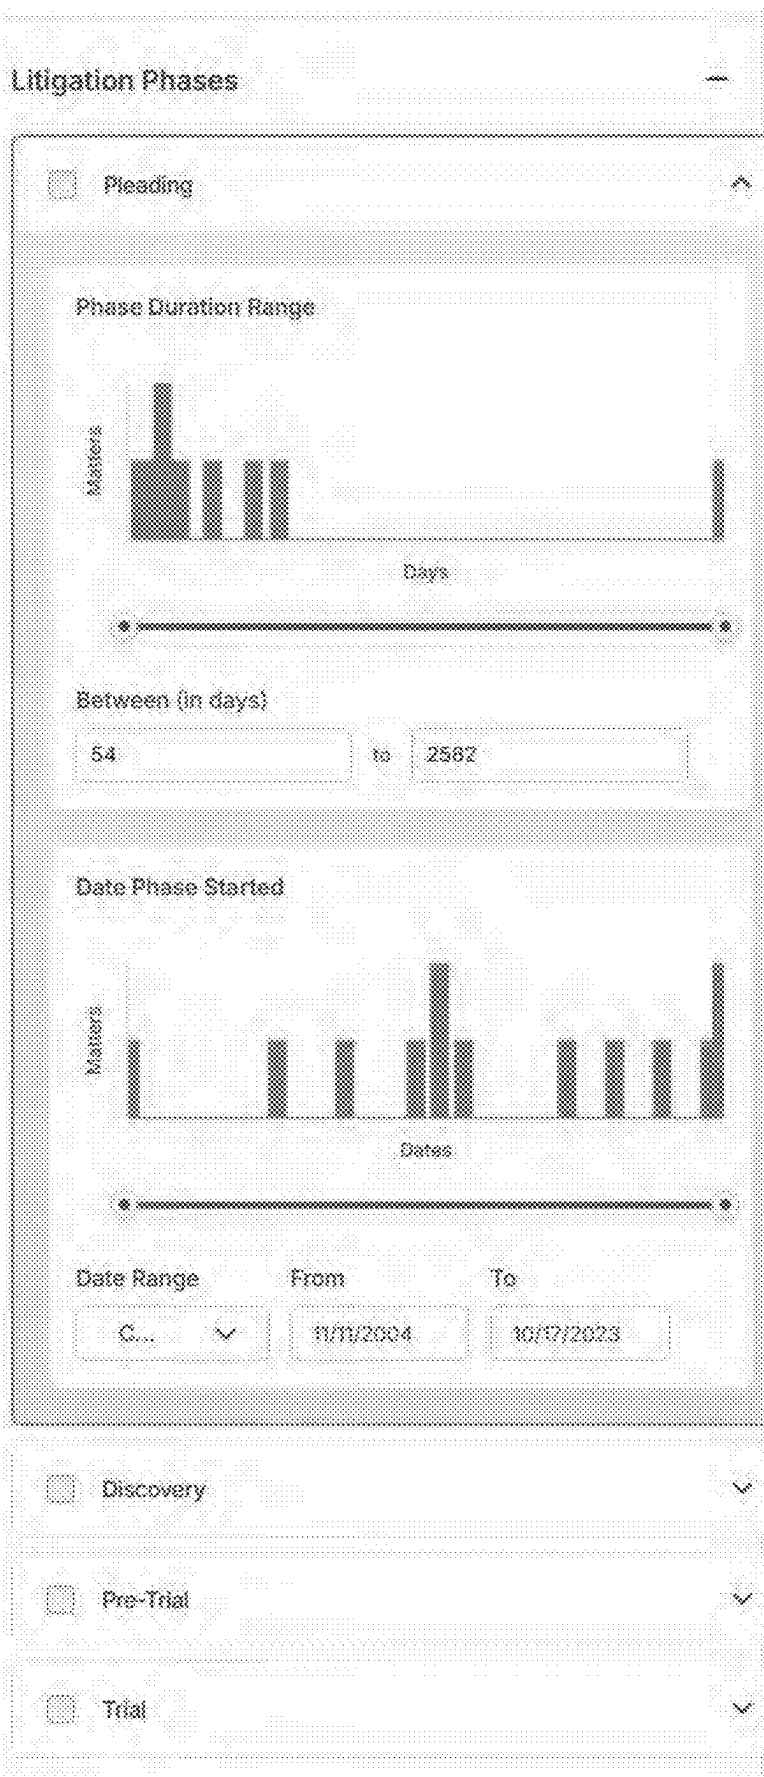 Litigation Phases
Pleading
Phase Duration Range
Matters
Days
Between (in days)
54 to 2582
Date Phase Started
Matters
Dates
Date Range From To
C... 11/11/2004 10/17/2023
Discovery
Pre-Trial
Trial